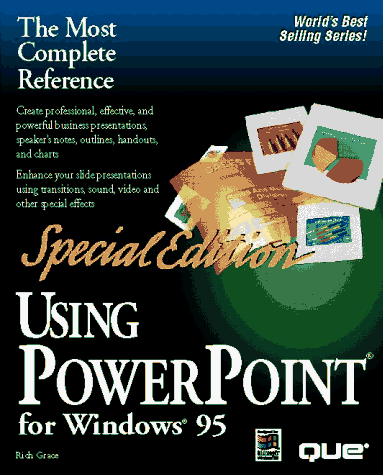 The Most
Complete
Reference
World's Best
Selling Series!
Create professional, effective, and
powerful business presentations,
speaker's notes, outlines, handouts,
and charts
Enhance your slide presentations
using transitions, sound, video and
other special effects
Special Edition
USING
POWERPOINT®
for Windows® 95
Rich Grace
QUE®